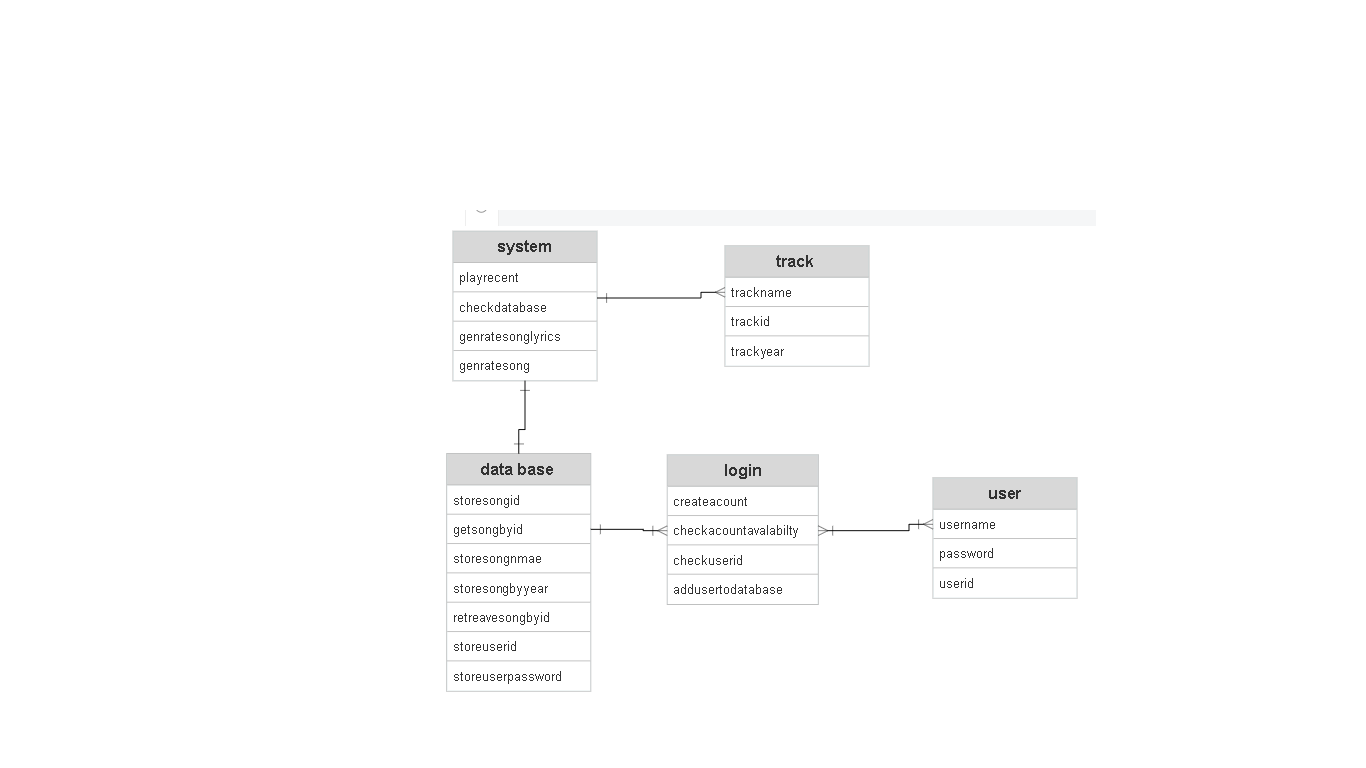 system
playrecent
checkdatabase
genratesonglyrics
genratesong
track
trackname
trackid
trackyear
data base
storesongid
getsongbyid
storesongnmae
storesongbyyear
retreavesongbyid
storeuserid
storeuserpassword
login
createacount
checkacountavalabilty
checkuserid
addusertodatabase
user
username
password
userid